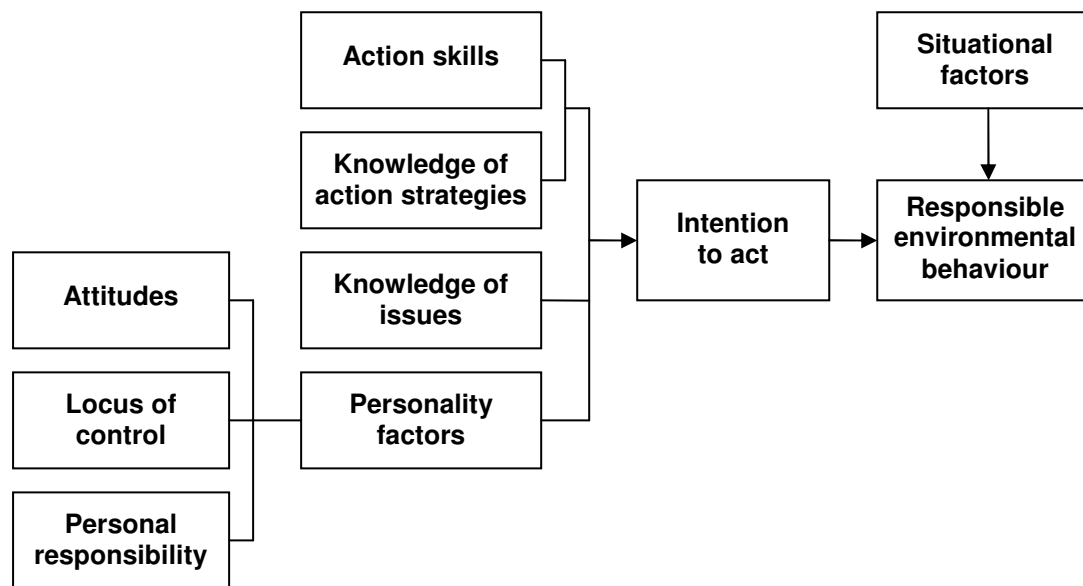 Action skills
Situational
factors
Knowledge of
action strategies
Intention
to act
Responsible
environmental
behaviour
Attitudes
Knowledge of
issues
Locus of
control
Personality
factors
Personal
responsibility